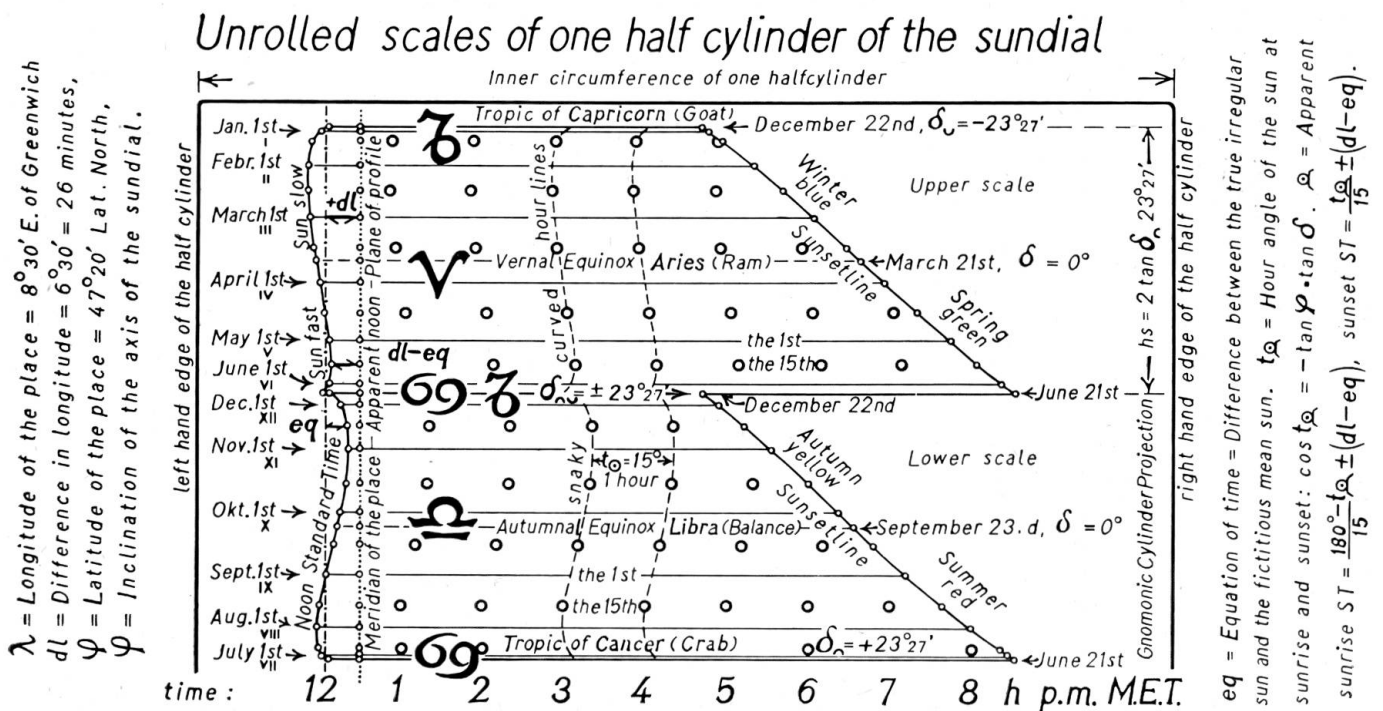 Unrolled scales of one half cylinder of the sundial
Inner circumference of one halfcylinder
λ = Longitude of the place = 8°30′ E. of Greenwich
dl = Difference in longitude = 6°30′ = 26 minutes,
φ = Latitude of the place = 47°20′ Lat. North,
φ = Inclination of the axis of the sundial.
left hand edge of the half cylinder
Jan. 1st
I
Febr. 1st
II
March 1st
III
April 1st
IV
May 1st
V
June 1st
VI
Dec. 1st
XII
Nov. 1st
XI
Okt. 1st
X
Sept. 1st
IX
Aug. 1st
VIII
July 1st
VII
Sun slow
Sun fast
Noon Standard Time
+dl
dl-eq
eq
Meridian of the place Apparent noon - Plane of profile
Tropic of Capricorn (Goat)
♑
December 22nd, δ = -23°27′
hour lines
curved
Winter
blue
Upper scale
Sunsetline
♈
Vernal Equinox Aries (Ram)
March 21st, δ = 0°
Spring
green
the 1st
the 15th
♋ ♑ δ = ± 23°27′
June 21st
December 22nd
Autumn
yellow
Lower scale
snaky
t☉=15°
1 hour
Sunsetline
♎
Autumnal Equinox Libra (Balance)
September 23.d, δ = 0°
the 1st
Summer
red
the 15th
♋
Tropic of Cancer (Crab)
δ = +23°27′
June 21st
time : 12 1 2 3 4 5 6 7 8 h p.m. M.E.T.
Gnomonic Cylinder Projection
hs = 2 tan δ 23°27′
right hand edge of the half cylinder
eq = Equation of time = Difference between the true irregular
sun and the fictitious mean sun. t = Hour angle of the sun at
sunrise and sunset: cos t = - tan φ · tan δ. = Apparent
sunrise ST = 180° - t / 15 ± (dl-eq), sunset ST = t / 15 ± (dl-eq).